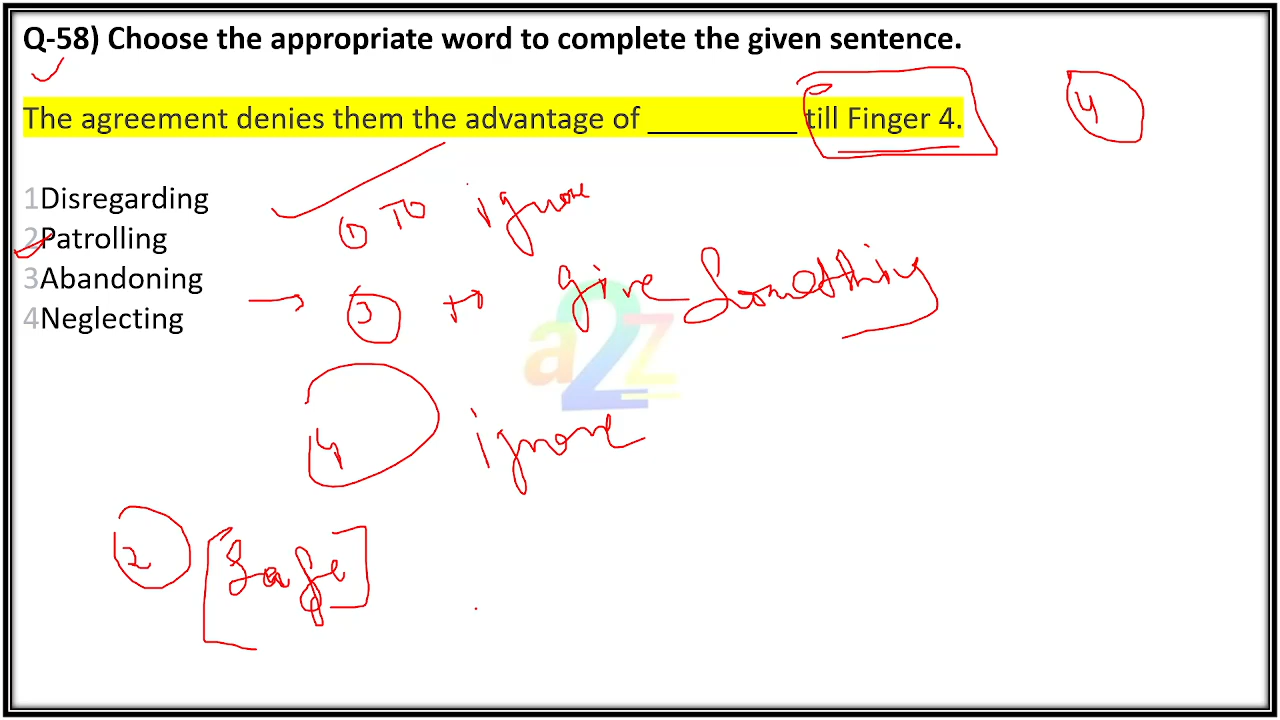 Q-58) Choose the appropriate word to complete the given sentence.
The agreement denies them the advantage of __________ till Finger 4.
4
1Disregarding
2Patrolling
3Abandoning
4Neglecting
1 To ignore
3 to give Something
a2z
4 ignore
2 [Safe]